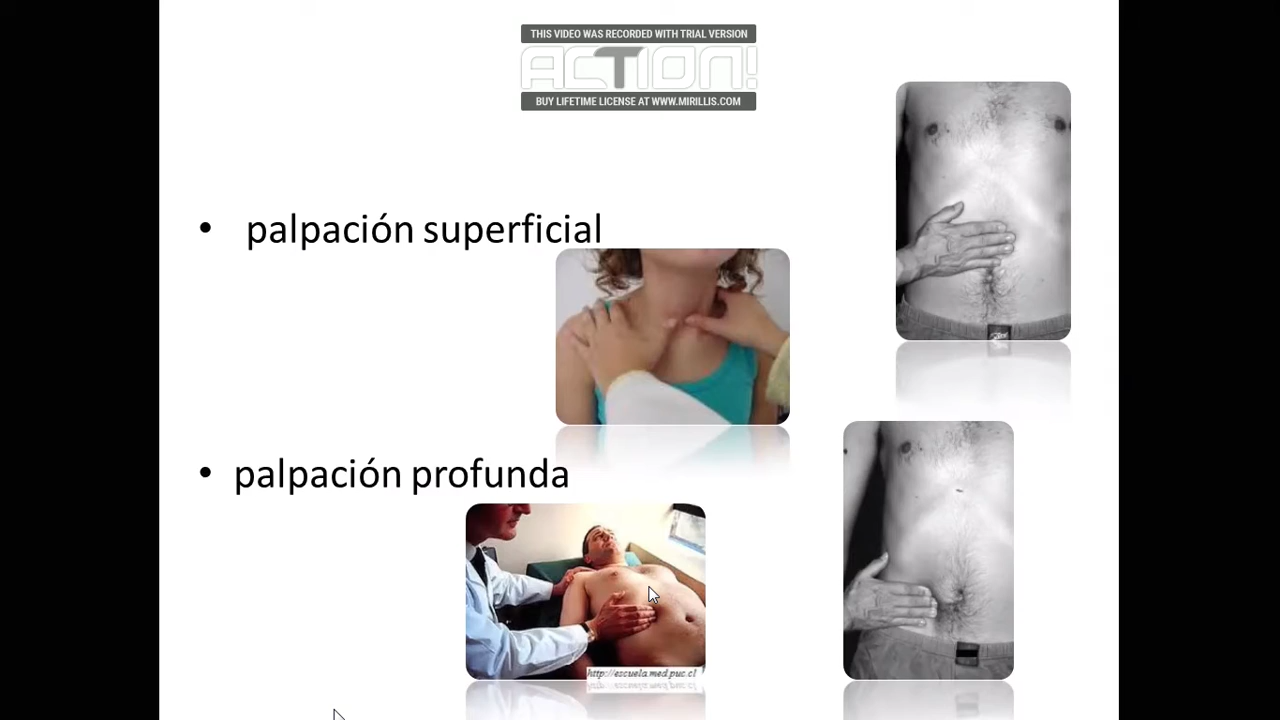 THIS VIDEO WAS RECORDED WITH TRIAL VERSION
ACTION!
BUY LIFETIME LICENSE AT WWW.MIRILLIS.COM
• palpación superficial
• palpación profunda
http://escuela.med.puc.cl